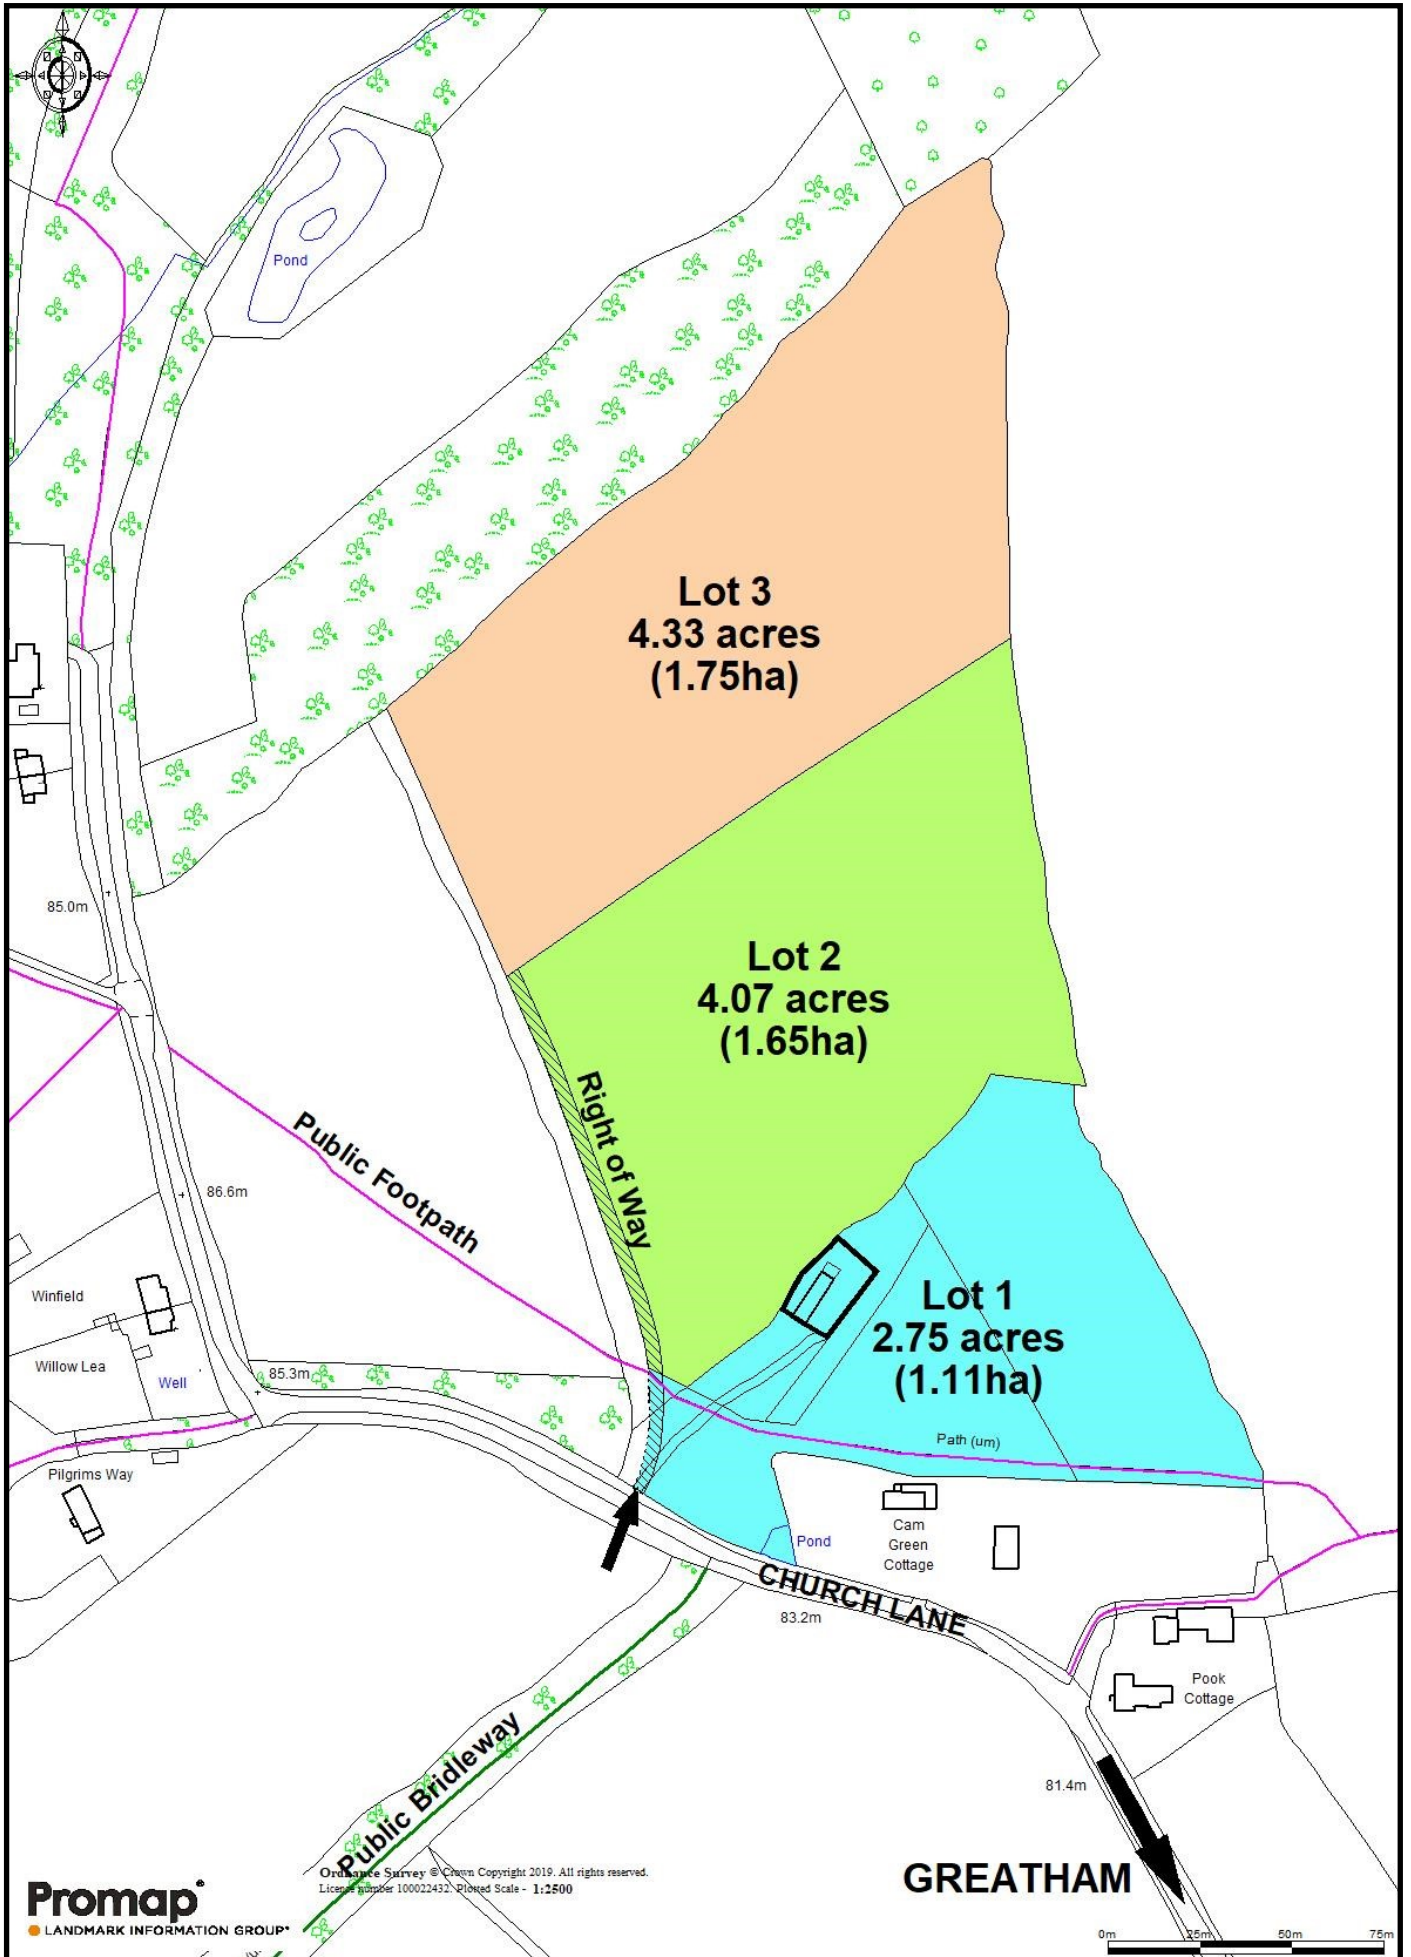 Pond
Lot 3
4.33 acres
(1.75ha)
85.0m
Lot 2
4.07 acres
(1.65ha)
Right of Way
Public Footpath
86.6m
Winfield
Lot 1
2.75 acres
(1.11ha)
Willow Lea
Well
85.3m
Path (um)
Pilgrims Way
Cam
Green
Cottage
Pond
CHURCH LANE
83.2m
Pook
Cottage
Public Bridleway
81.4m
GREATHAM
Ordnance Survey © Crown Copyright 2019. All rights reserved.
Licence number 100022432. Plotted Scale - 1:2500
Promap®
LANDMARK INFORMATION GROUP®
0m 25m 50m 75m